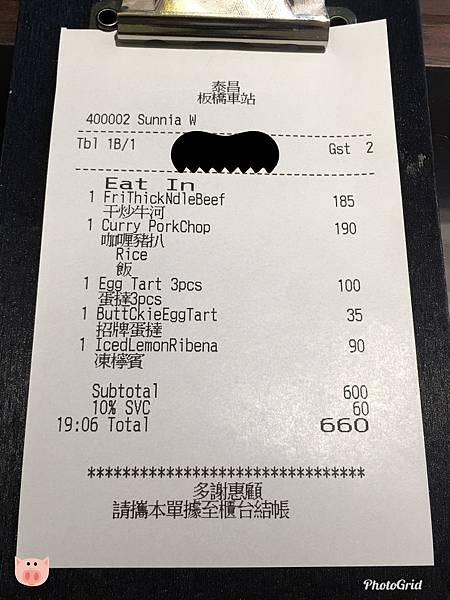 泰昌
板橋車站
400002 Sunnia W
Tbl 1B/1 Gst 2
Eat In
1 FriThickNdleBeef 185
干炒牛河
1 Curry PorkChop 190
咖喱豬扒
Rice
飯
1 Egg Tart 3pcs 100
蛋撻3pcs
1 ButtCkieEggTart 35
招牌蛋撻
1 IcedLemonRibena 90
凍檸賓
Subtotal 600
10% SVC 60
19:06 Total 660
********************************
多謝惠顧
請攜本單據至櫃台結帳
PhotoGrid